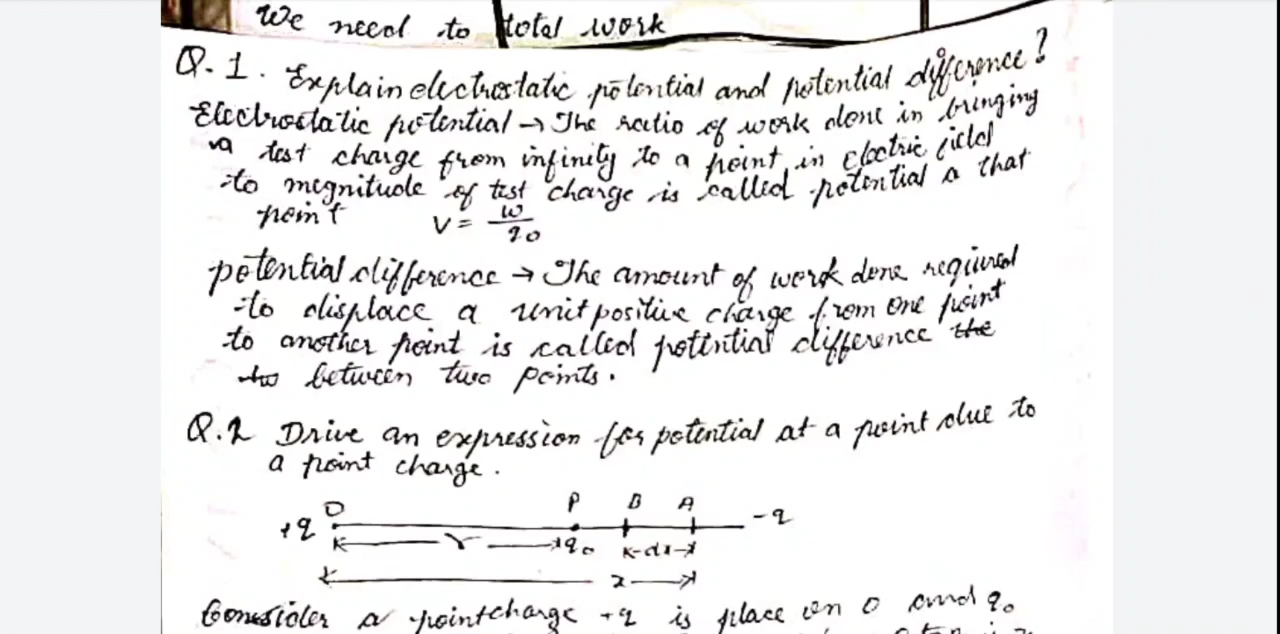 We need to total work
Q.1. Explain electrostatic potential and potential difference?
Electrostatic potential → The ratio of work done in bringing
a test charge from infinity to a point in electric field
to megnitude of test charge is called potential a that
point V = w/q0
potential difference → The amount of work done required
to displace a unit positive charge from one point
to another point is called potential difference the
between two points.
Q.2 Drive an expression for potential at a point due to
a point charge.
+q O P B A -q
r q0 dx
x
Consider a point charge +q is place on O and q0